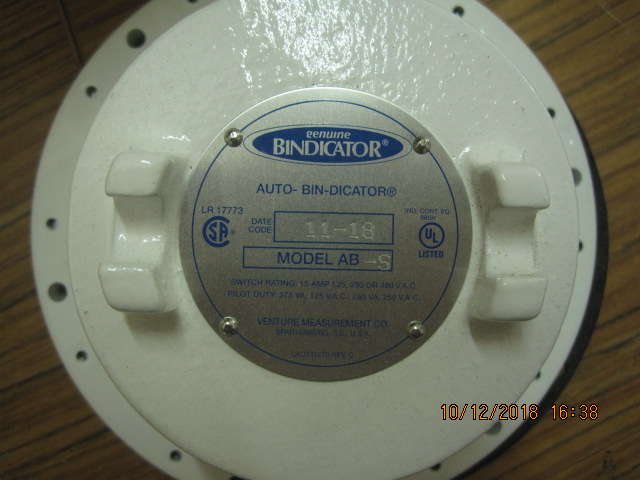 genuine
BINDICATOR®
AUTO- BIN-DICATOR®
LR 17773
DATE CODE 11-18
IND. CONT. EQ.
SA ®
UL ®
LISTED
MODEL AB -S
SWITCH RATING: 15 AMP 125, 250 OR 480 V.A.C.
PILOT DUTY: 375 VA, 125 V.A.C.; 750 VA, 250 V.A.C.
VENTURE MEASUREMENT CO.
SPARTANBURG, S.C., U.S.A.
10/12/2018 16:38